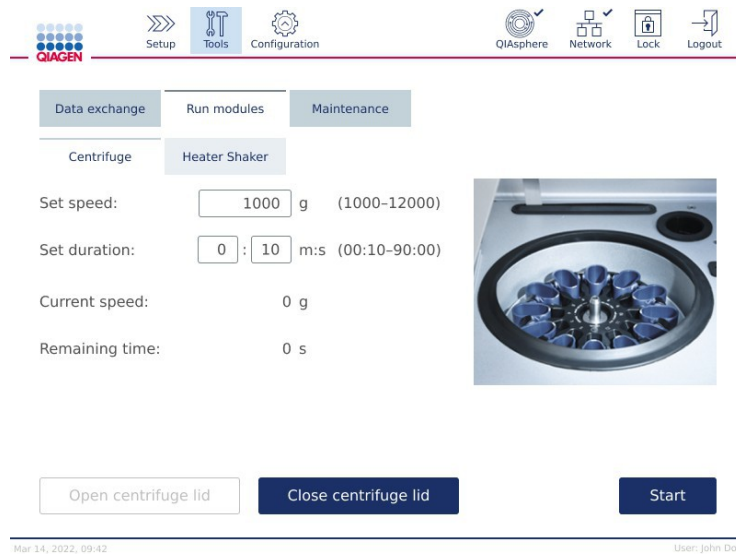 QIAGEN
Setup
Tools
Configuration
QIAsphere
Network
Lock
Logout
Data exchange
Run modules
Maintenance
Centrifuge
Heater Shaker
Set speed: 1000 g (1000–12000)
Set duration: 0 : 10 m:s (00:10–90:00)
Current speed: 0 g
Remaining time: 0 s
Open centrifuge lid
Close centrifuge lid
Start
Mar 14, 2022, 09:42
User: John Do